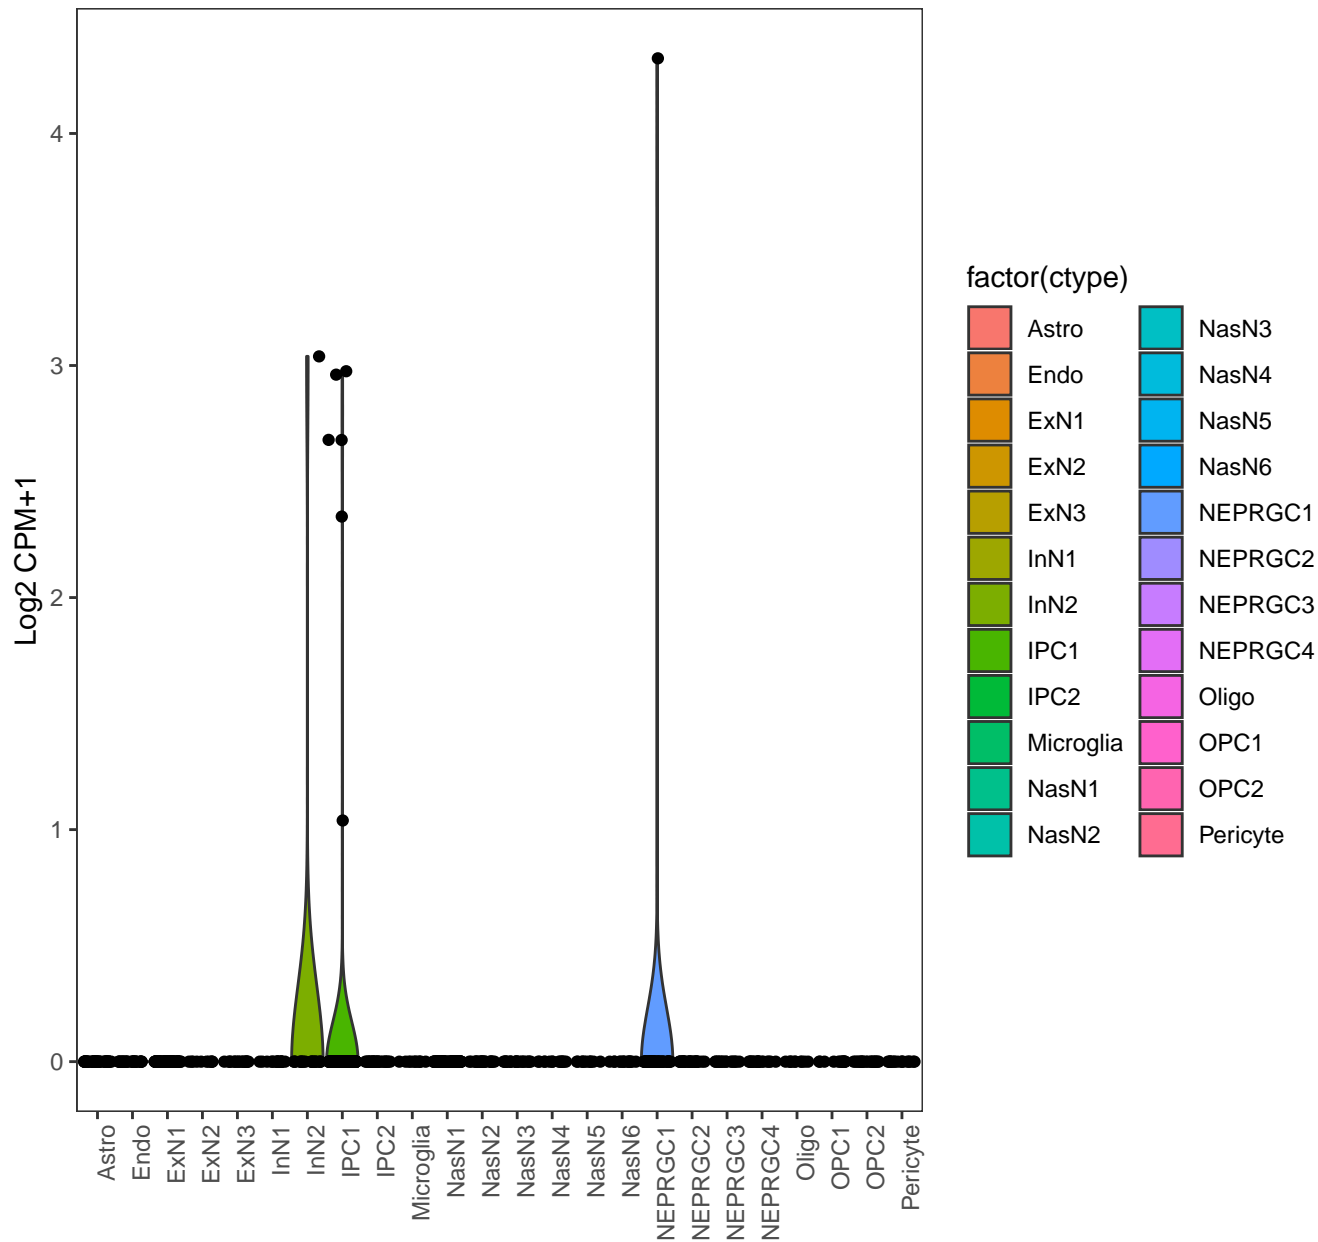 Log2 CPM+1
4
3
2
1
0
Astro
Endo
ExN1
ExN2
ExN3
InN1
InN2
IPC1
IPC2
Microglia
NasN1
NasN2
NasN3
NasN4
NasN5
NasN6
NEPRGC1
NEPRGC2
NEPRGC3
NEPRGC4
Oligo
OPC1
OPC2
Pericyte
factor(ctype)
Astro
Endo
ExN1
ExN2
ExN3
InN1
InN2
IPC1
IPC2
Microglia
NasN1
NasN2
NasN3
NasN4
NasN5
NasN6
NEPRGC1
NEPRGC2
NEPRGC3
NEPRGC4
Oligo
OPC1
OPC2
Pericyte